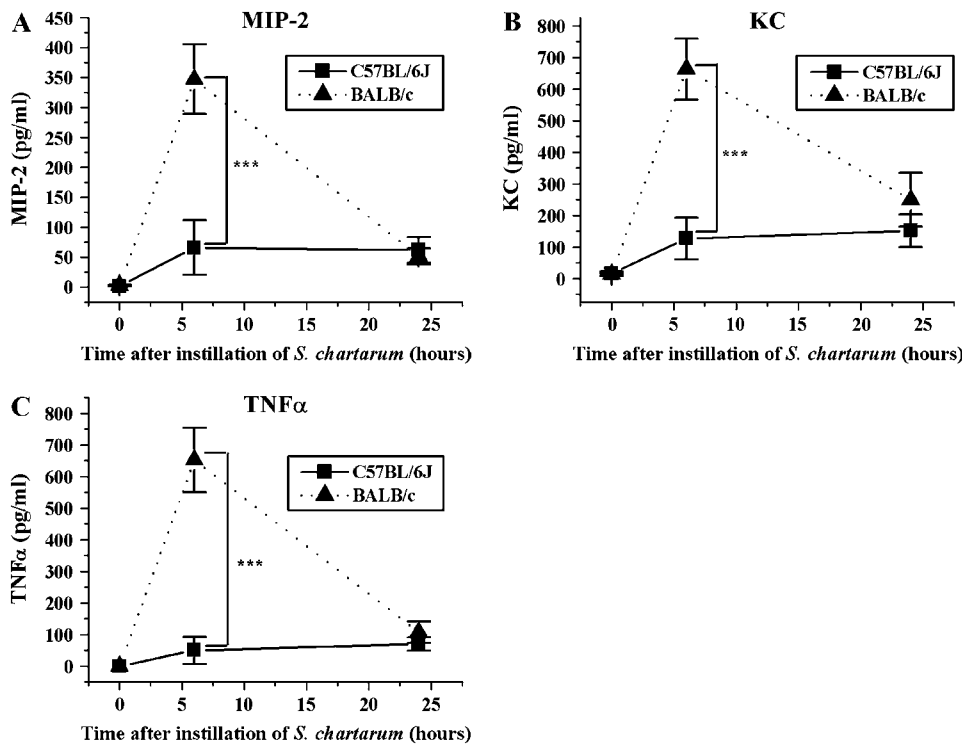 A
MIP-2
450
400
350
300
250
200
150
100
50
0
MIP-2 (pg/ml)
C57BL/6J
BALB/c
***
0 5 10 15 20 25
Time after instillation of S. chartarum (hours)
B
KC
800
700
600
500
400
300
200
100
0
KC (pg/ml)
C57BL/6J
BALB/c
***
0 5 10 15 20 25
Time after instillation of S. chartarum (hours)
C
TNFα
800
700
600
500
400
300
200
100
0
TNFα (pg/ml)
C57BL/6J
BALB/c
***
0 5 10 15 20 25
Time after instillation of S. chartarum (hours)